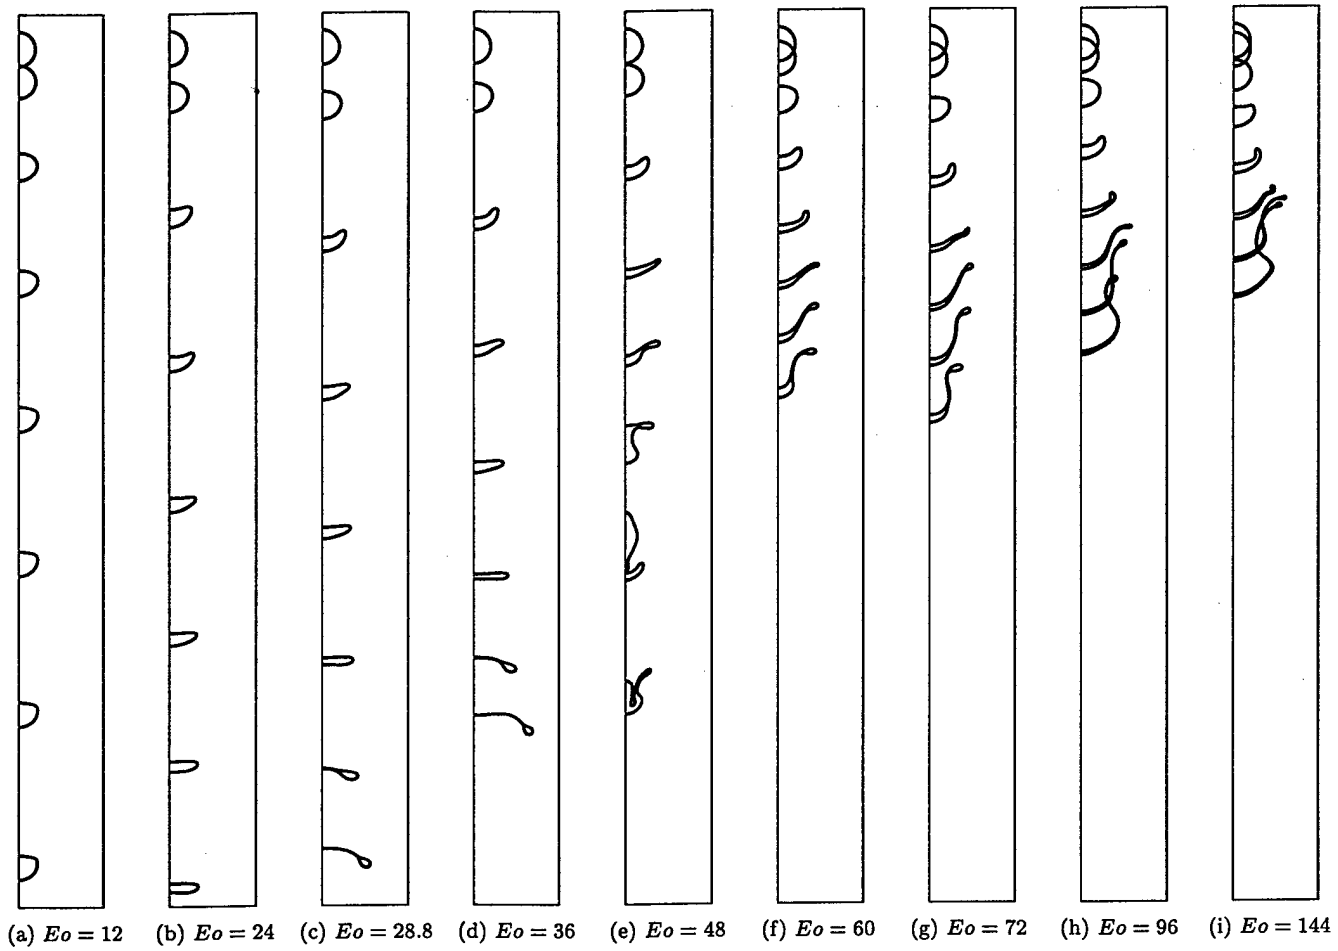 (a) Eo = 12 (b) Eo = 24 (c) Eo = 28.8 (d) Eo = 36 (e) Eo = 48 (f) Eo = 60 (g) Eo = 72 (h) Eo = 96 (i) Eo = 144